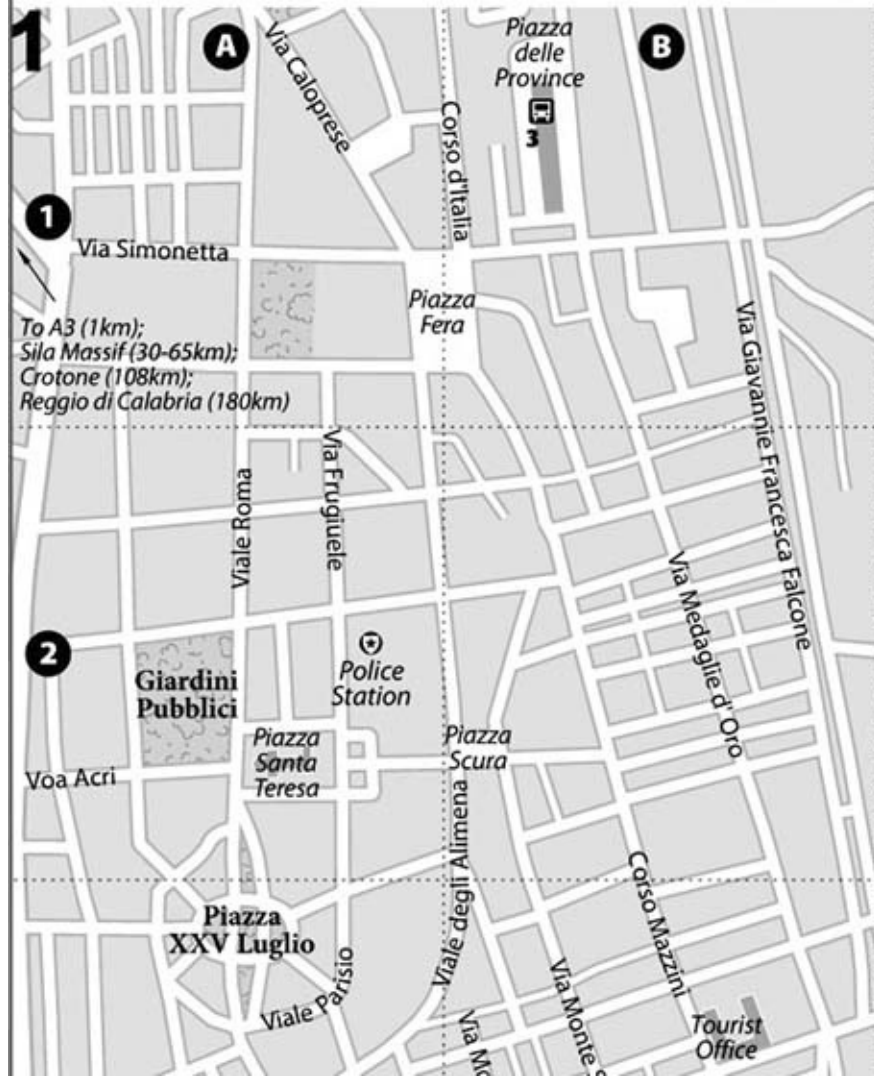 1
A
B
Via Caloprese
Corso d'Italia
Piazza
delle
Province
3
1
Via Simonetta
Piazza
Fera
To A3 (1km);
Sila Massif (30-65km);
Crotone (108km);
Reggio di Calabria (180km)
Via Giavannie Francesca Falcone
Viale Roma
Via Frugiuele
Via Medaglie d' Oro
2
Giardini
Pubblici
Police
Station
Piazza
Santa
Teresa
Piazza
Scura
Voa Acri
Viale degli Alimena
Corso Mazzini
Piazza
XXV Luglio
Viale Parisio
Via Monte
Via
Tourist
Office